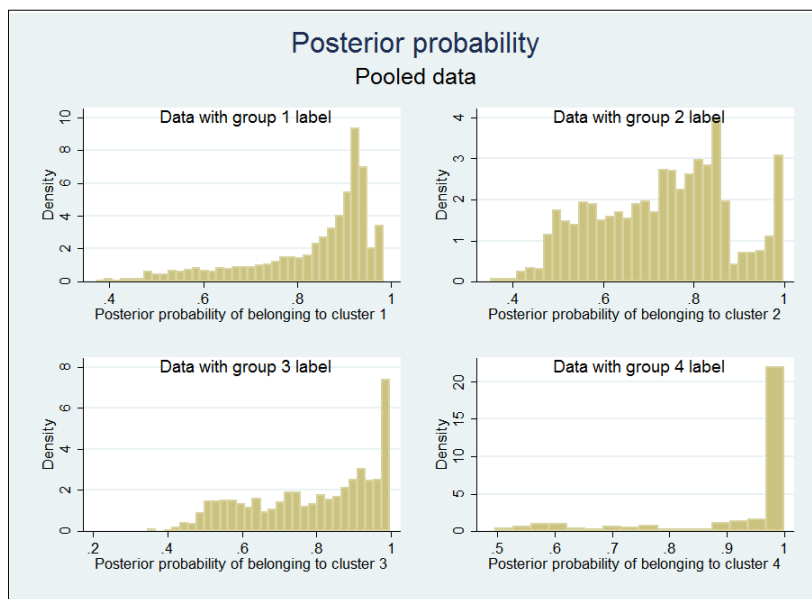 Posterior probability
Pooled data
Data with group 1 label
Density
0 2 4 6 8 10
.4 .6 .8 1
Posterior probability of belonging to cluster 1
Data with group 2 label
Density
0 1 2 3 4
.4 .6 .8 1
Posterior probability of belonging to cluster 2
Data with group 3 label
Density
0 2 4 6 8
.2 .4 .6 .8 1
Posterior probability of belonging to cluster 3
Data with group 4 label
Density
0 5 10 15 20
.5 .6 .7 .8 .9 1
Posterior probability of belonging to cluster 4